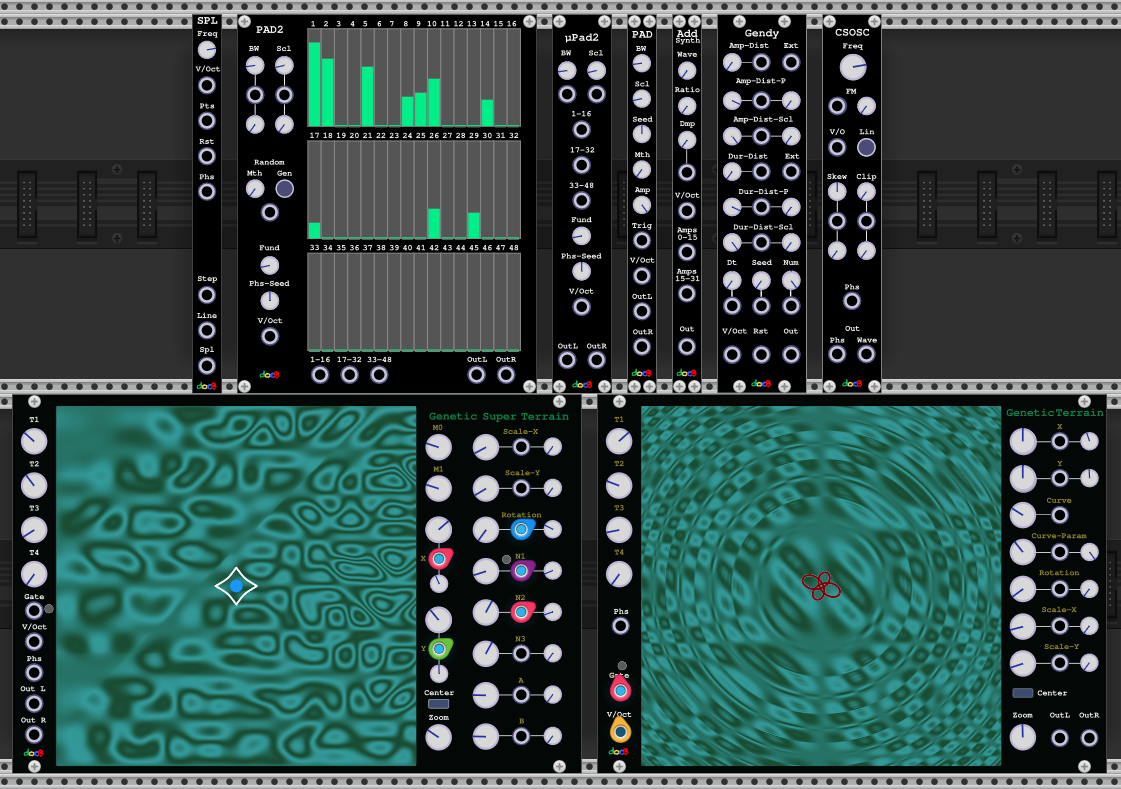 SPL
Freq
V/Oct
Pts
Rst
Phs
Step
Line
Spl
docB
PAD2
BW Scl
Random
Mth Gen
Fund
Phs-Seed
V/Oct
docB
1 2 3 4 5 6 7 8 9 10 11 12 13 14 15 16
17 18 19 20 21 22 23 24 25 26 27 28 29 30 31 32
33 34 35 36 37 38 39 40 41 42 43 44 45 46 47 48
1-16 17-32 33-48 OutL OutR
µPad2
BW Scl
1-16
17-32
33-48
Fund
Phs-Seed
V/Oct
OutL OutR
docB
PAD
BW
Scl
Seed
Mth
Amp
Trig
V/Oct
OutL
OutR
docB
Add
Synth
Wave
Ratio
Dmp
V/Oct
Amps
0-15
Amps
15-31
Out
docB
Gendy
Amp-Dist Ext
Amp-Dist-P
Amp-Dist-Scl
Dur-Dist Ext
Dur-Dist-P
Dur-Dist-Scl
Dt Seed Num
V/Oct Rst Out
docB
CSOSC
Freq
FM
V/O Lin
Skew Clip
Phs
Out
Phs Wave
docB
T1
T2
T3
T4
Gate
V/Oct
Phs
Out L
Out R
docB
Genetic Super Terrain
M0
M1
X
Y
Center
Zoom
Scale-X
Scale-Y
Rotation
N1
N2
N3
A
B
T1
T2
T3
T4
Phs
Gate
V/Oct
docB
GeneticTerrain
X
Y
Curve
Curve-Param
Rotation
Scale-X
Scale-Y
Center
Zoom OutL OutR